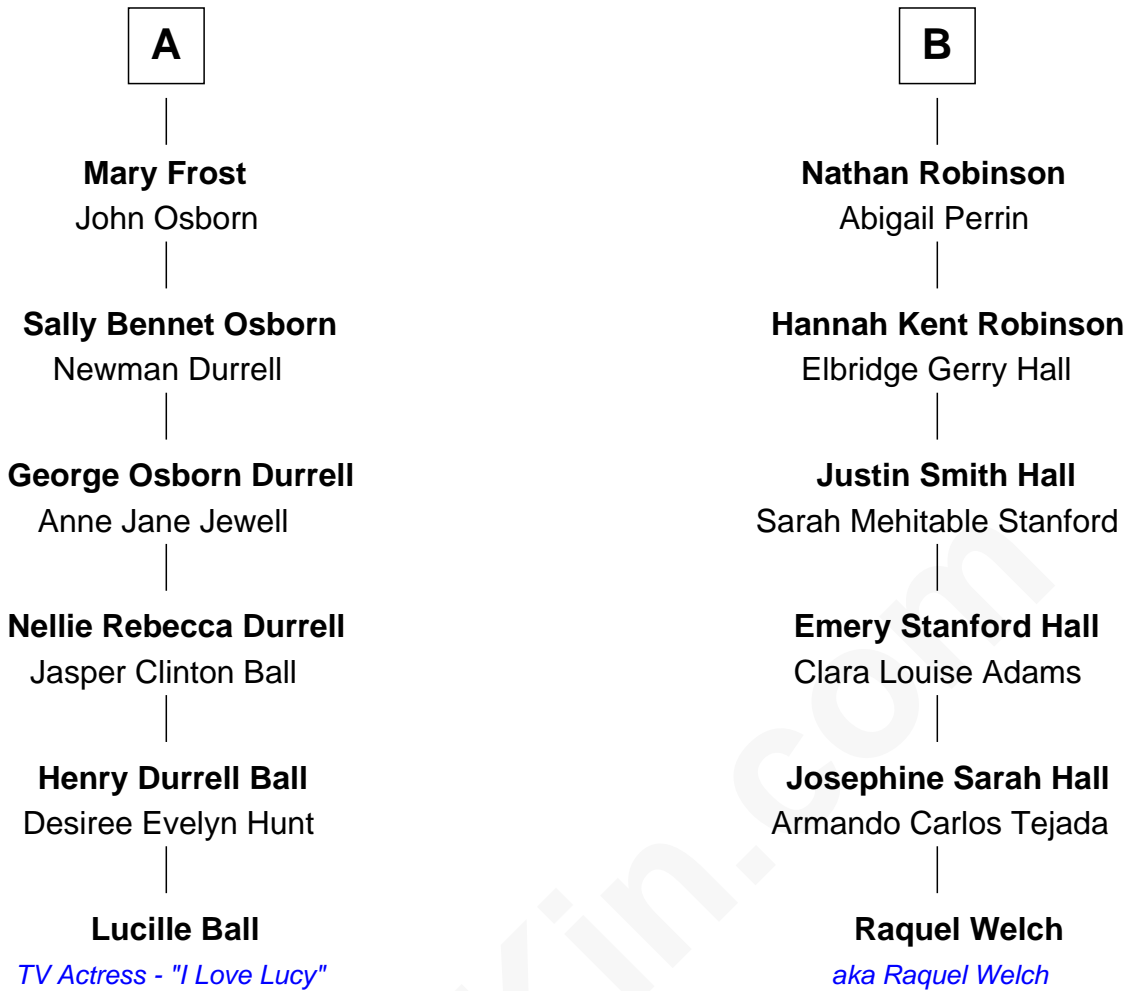 A
Mary Frost
John Osborn
Sally Bennet Osborn
Newman Durrell
George Osborn Durrell
Anne Jane Jewell
Nellie Rebecca Durrell
Jasper Clinton Ball
Henry Durrell Ball
Desiree Evelyn Hunt
Lucille Ball
TV Actress - "I Love Lucy"
B
Nathan Robinson
Abigail Perrin
Hannah Kent Robinson
Elbridge Gerry Hall
Justin Smith Hall
Sarah Mehitable Stanford
Emery Stanford Hall
Clara Louise Adams
Josephine Sarah Hall
Armando Carlos Tejada
Raquel Welch
aka Raquel Welch